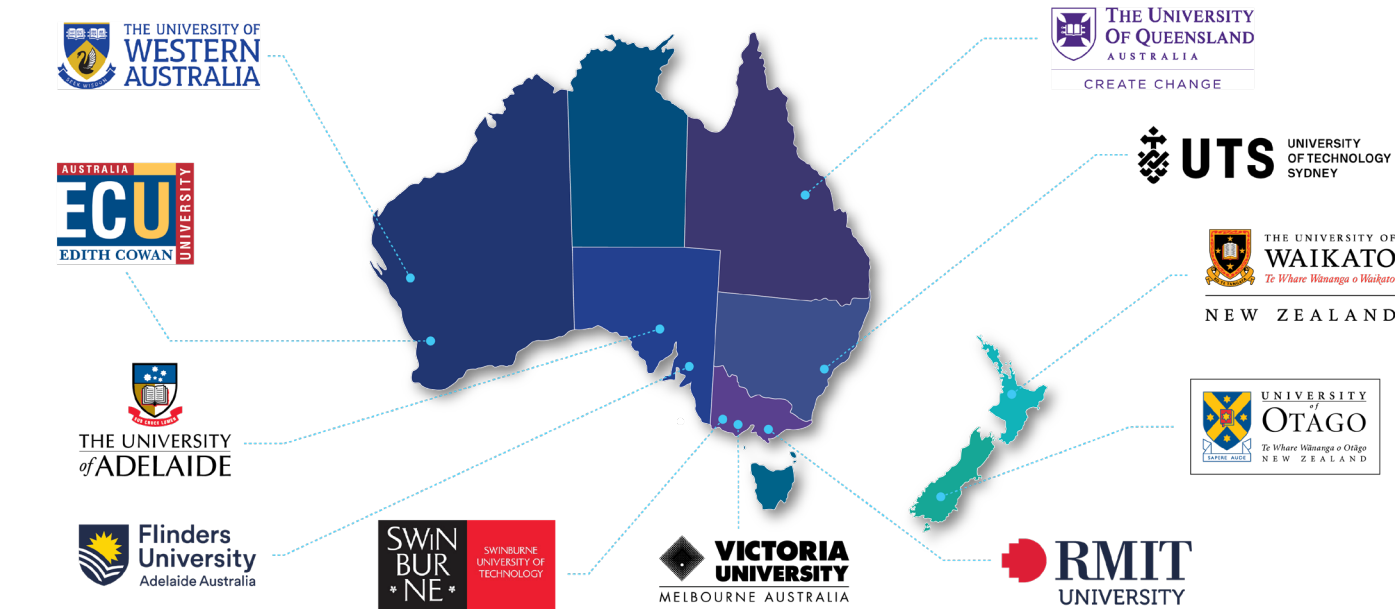 THE UNIVERSITY OF
WESTERN
AUSTRALIA
SEEK WISDOM
THE UNIVERSITY
OF QUEENSLAND
AUSTRALIA
CREATE CHANGE
UTS
UNIVERSITY
OF TECHNOLOGY
SYDNEY
AUSTRALIA
ECU
EDITH COWAN
UNIVERSITY
THE UNIVERSITY OF
WAIKATO
Te Whare Wānanga o Waikato
NEW ZEALAND
THE UNIVERSITY
of ADELAIDE
UNIVERSITY
of
OTAGO
Te Whare Wānanga o Otāgo
NEW ZEALAND
SAPERE AUDE
Flinders
University
Adelaide Australia
SWIN
BUR
NE
SWINBURNE
UNIVERSITY OF
TECHNOLOGY
VICTORIA
UNIVERSITY
MELBOURNE AUSTRALIA
RMIT
UNIVERSITY